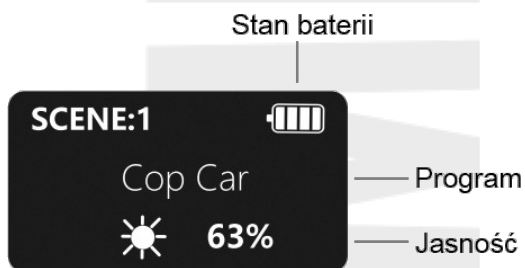 Stan baterii
SCENE:1
Cop Car
Program
63%
Jasność